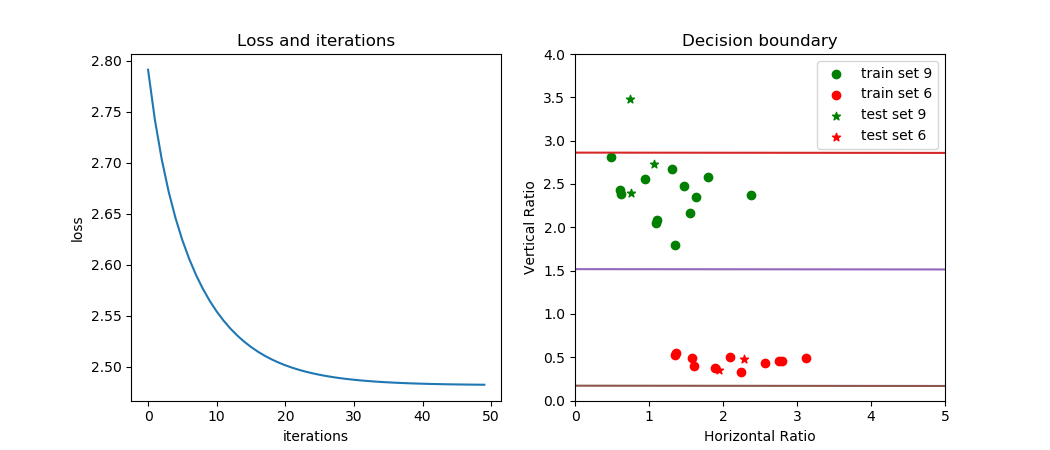 Loss and iterations
2.80
2.75
2.70
2.65
2.60
2.55
2.50
loss
0
10
20
30
40
50
iterations
Decision boundary
4.0
3.5
3.0
2.5
2.0
1.5
1.0
0.5
0.0
Vertical Ratio
train set 9
train set 6
test set 9
test set 6
0
1
2
3
4
5
Horizontal Ratio